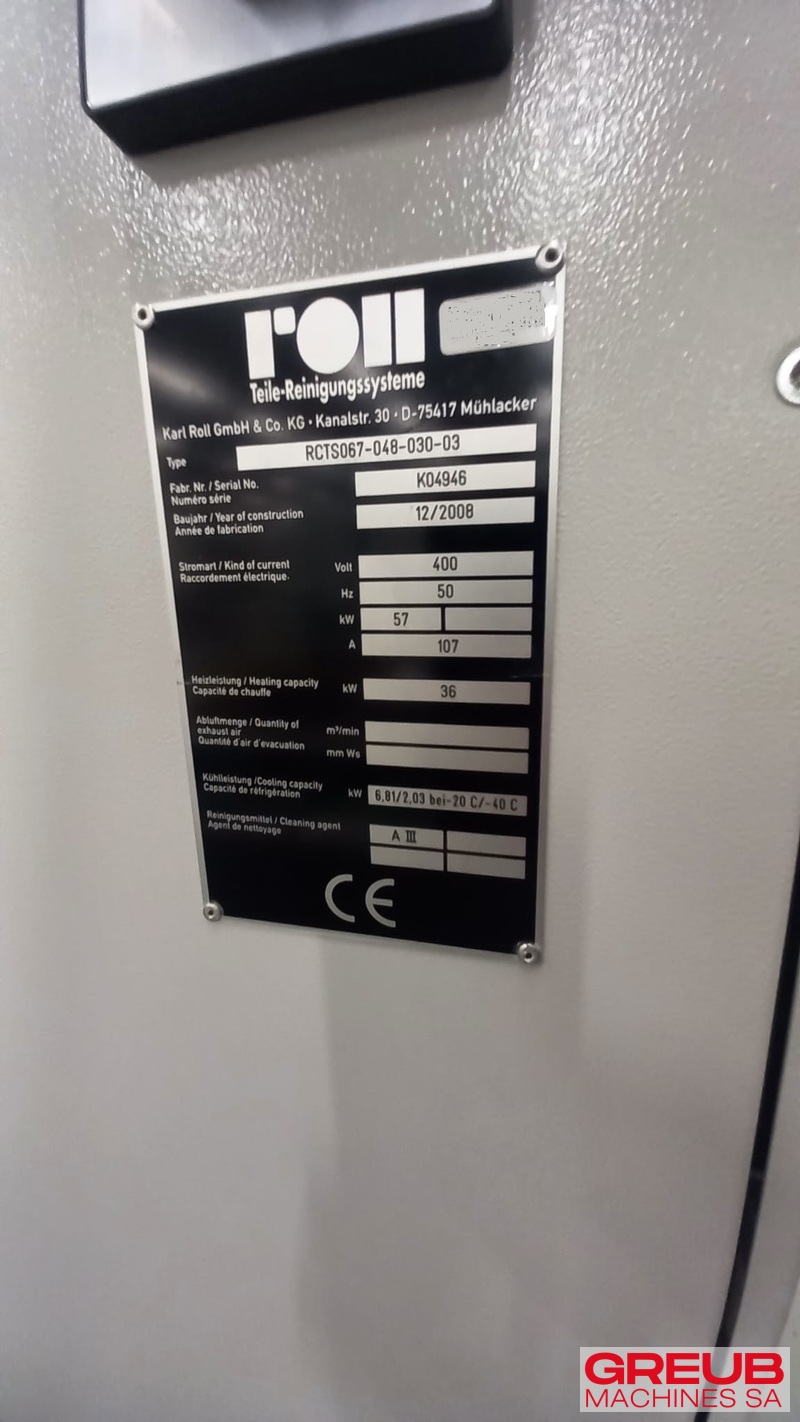 roll
Teile-Reinigungssysteme
Karl Roll GmbH & Co. KG · Kanalstr. 30 · D-75417 Mühlacker
Type RCTS067-048-030-03
Fabr. Nr. / Serial No. K04946
Numéro série
Baujahr / Year of construction 12/2008
Année de fabrication
Stromart / Kind of current Volt 400
Raccordement électrique.
Hz 50
kW 57
A 107
Heizleistung / Healing capacity kW 36
Capacité de chauffe
Abluftmenge / Quantity of
exhaust air m³/min
Quantité d'air d'evacuation
mm Ws
Kühlleistung /Cooling capacity kW 6,81/2,03 bei-20 C/-40 C
Capacité de réfrigération
Reinigungsmittel / Cleaning agent A III
Agent de nettoyage
CE
GREUB
MACHINES SA